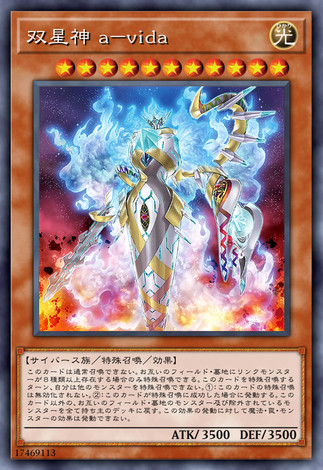 双星神 a-vida
光
【サイバース族／特殊召喚／効果】
このカードは通常召喚できない。お互いのフィールド・墓地にリンクモンスタ
ーが８種類以上存在する場合のみ特殊召喚できる。このカードを特殊召喚する
ターン、自分は他のモンスターを特殊召喚できない。①：このカードの特殊召喚
は無効化されない。②：このカードが特殊召喚に成功した場合に発動する。この
カード以外の、お互いのフィールド・墓地のモンスター及び除外されているモ
ンスターを全て持ち主のデッキに戻す。この効果の発動に対して魔法・罠・モン
スターの効果は発動できない。
ATK/3500 DEF/3500
17469113